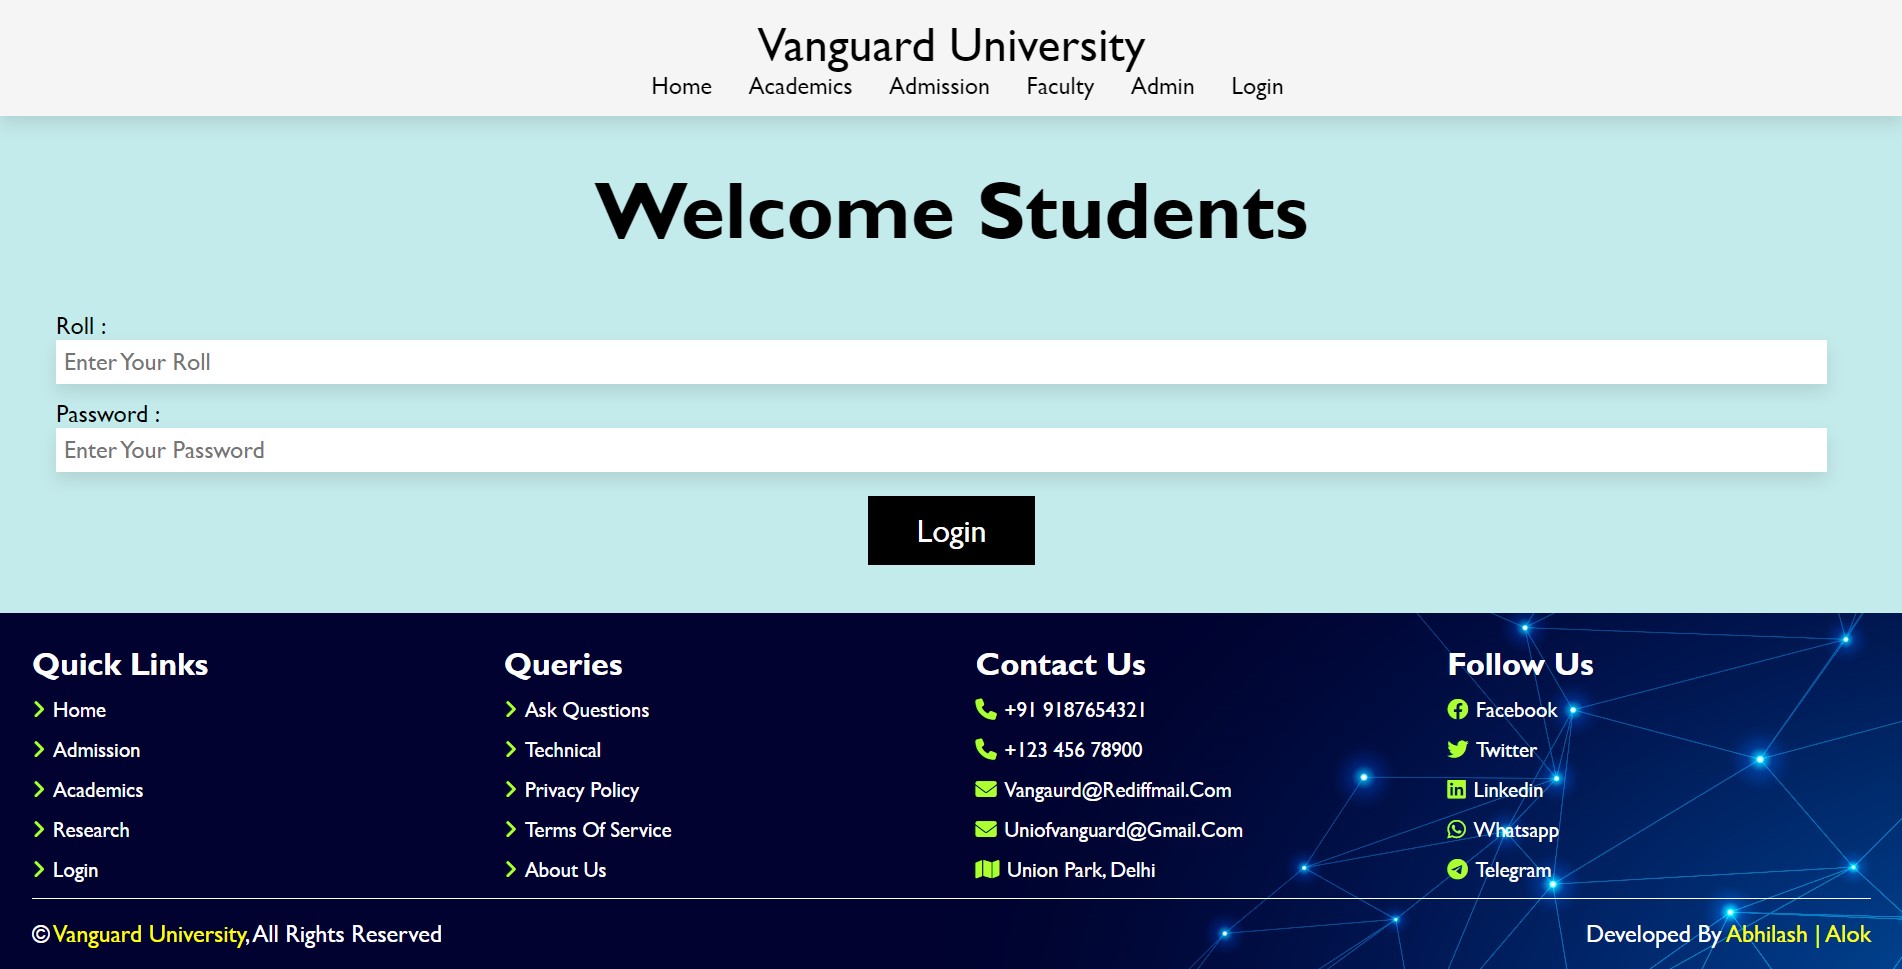 Vanguard University
Home Academics Admission Faculty Admin Login
Welcome Students
Roll :
Enter Your Roll
Password :
Enter Your Password
Login
Quick Links
Home
Admission
Academics
Research
Login
Queries
Ask Questions
Technical
Privacy Policy
Terms Of Service
About Us
Contact Us
+91 9187654321
+123 456 78900
Vangaurd@Rediffmail.Com
Uniofvanguard@Gmail.Com
Union Park, Delhi
Follow Us
Facebook
Twitter
Linkedin
Whatsapp
Telegram
© Vanguard University, All Rights Reserved
Developed By Abhilash | Alok